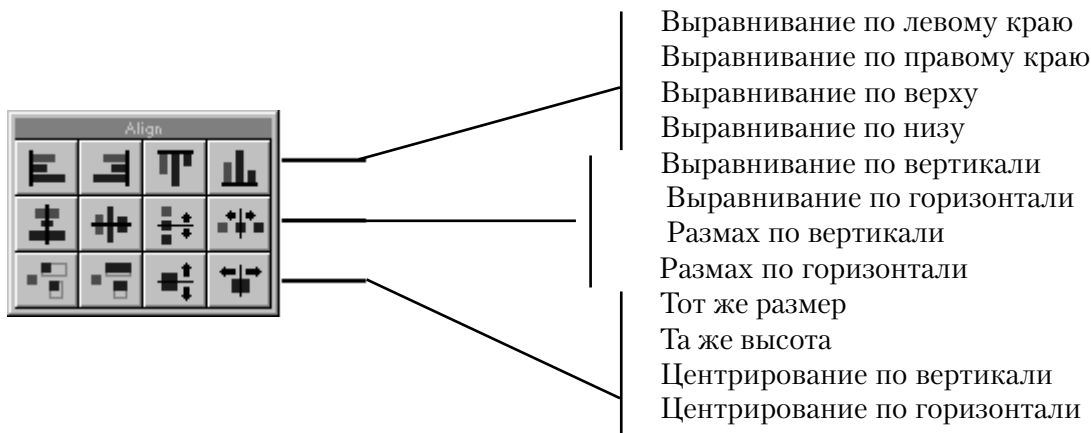 Выравнивание по левому краю
Выравнивание по правому краю
Выравнивание по верху
Выравнивание по низу
Align
Выравнивание по вертикали
Выравнивание по горизонтали
Размах по вертикали
Размах по горизонтали
Тот же размер
Та же высота
Центрирование по вертикали
Центрирование по горизонтали